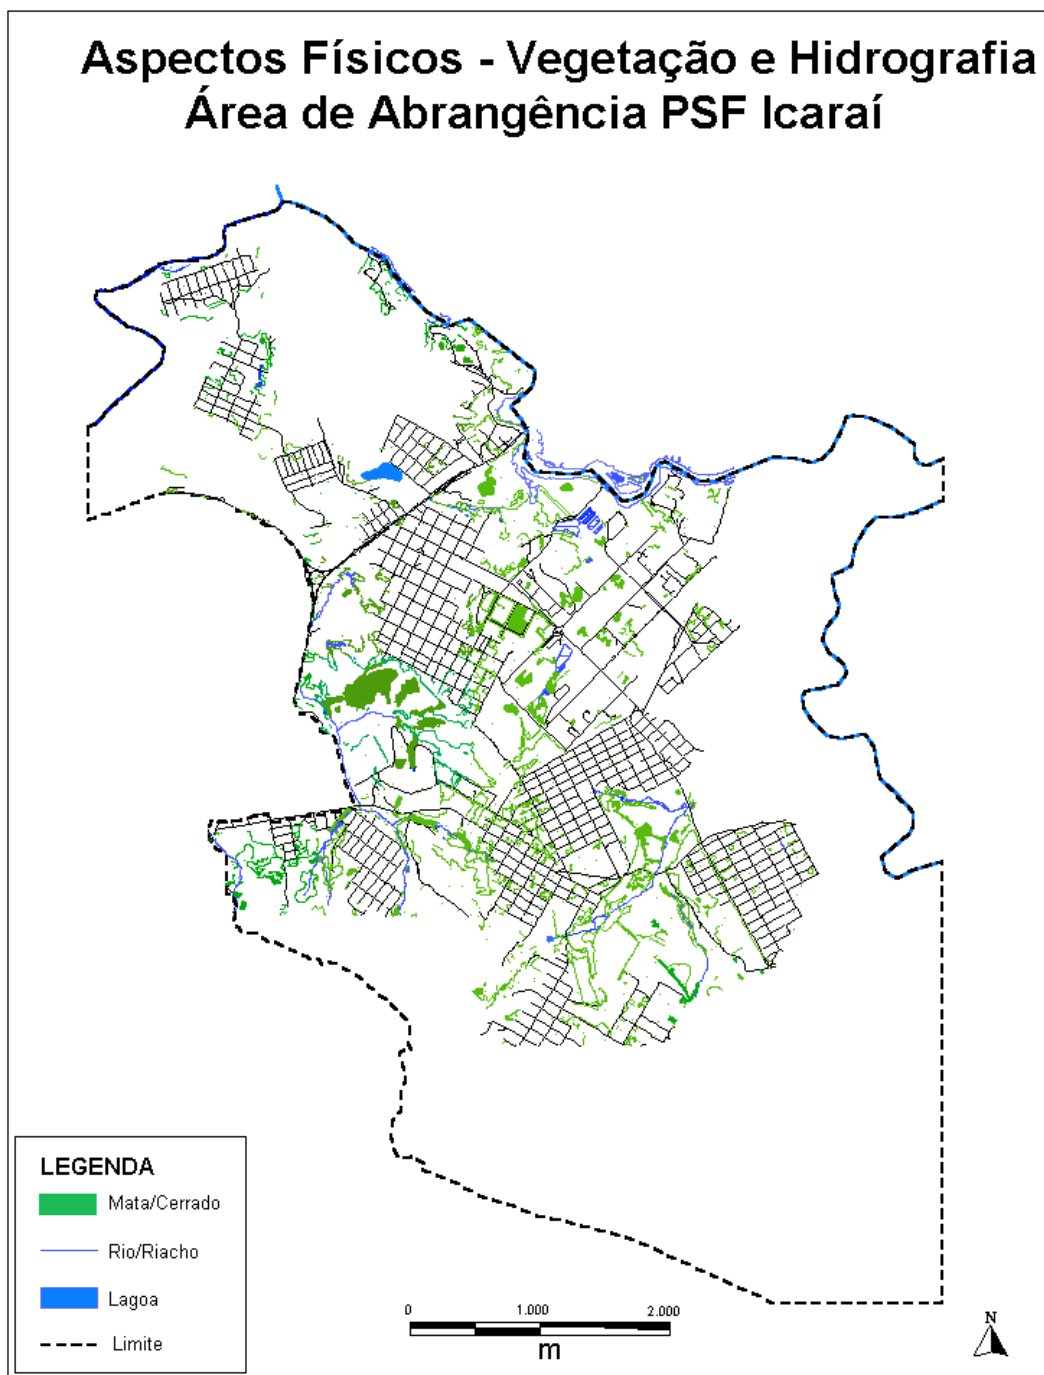 Aspectos Físicos - Vegetação e Hidrografia
Área de Abrangência PSF Icaraí
LEGENDA
Mata/Cerrado
Rio/Riacho
Lagoa
Limite
0 1.000 2.000
m
N